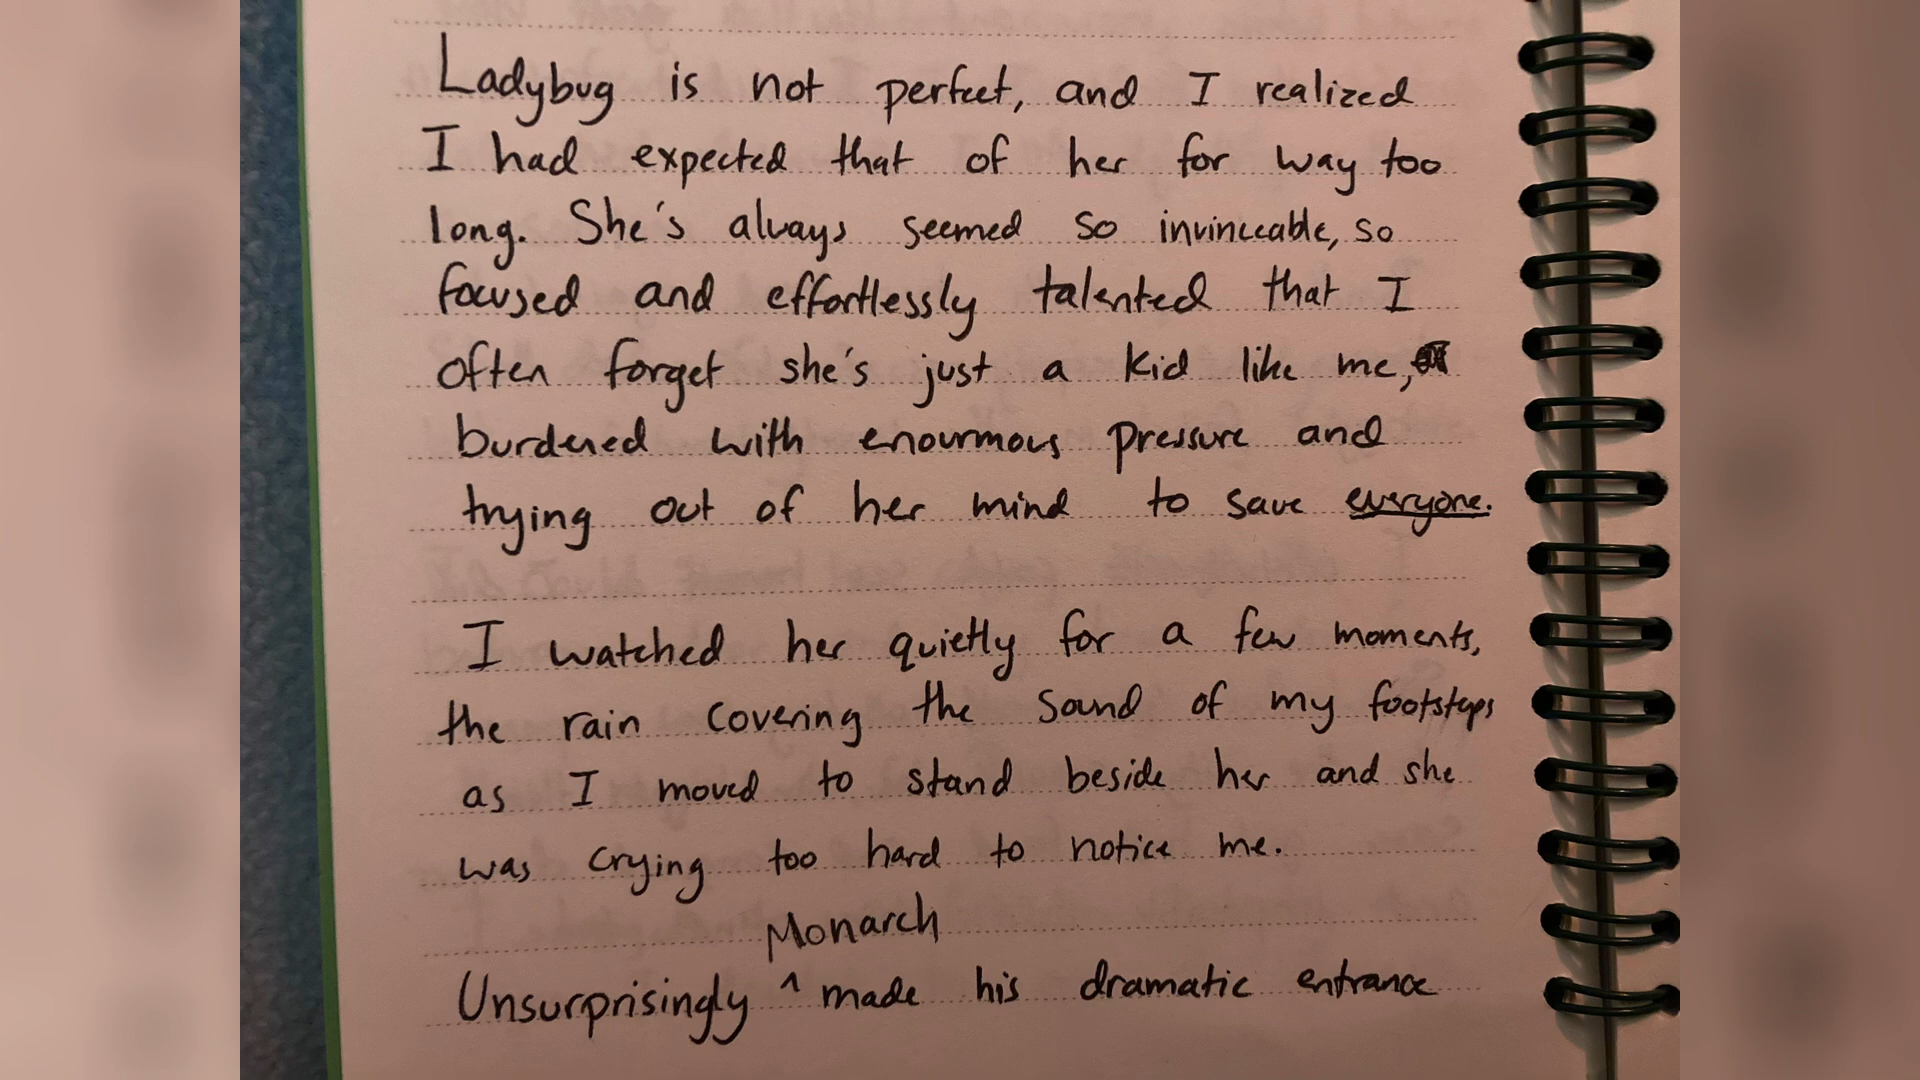 Ladybug is not perfect, and I realized
I had expected that of her for way too
long. She's always seemed so invinceable, so
focused and effortlessly talented that I
often forget she's just a kid like me,
burdened with enourmous pressure and
trying out of her mind to save everyone.
I watched her quietly for a few moments,
the rain covering the sound of my footsteps
as I moved to stand beside her and she
was crying too hard to notice me.
Monarch
Unsurprisingly ^ made his dramatic entrance